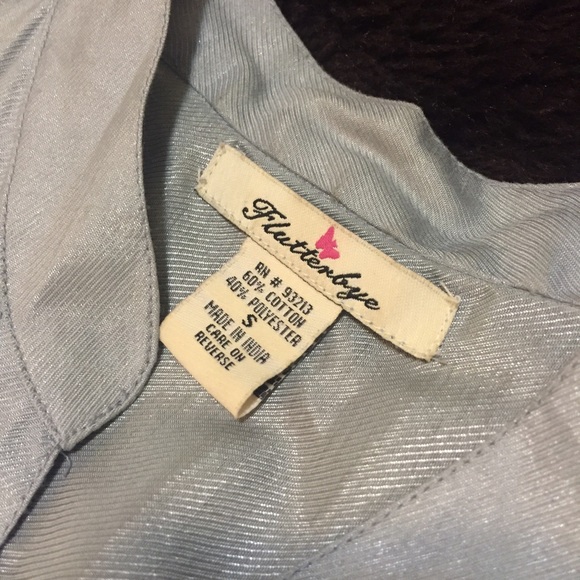 Flutterbye
RN # 93213
60% COTTON
40% POLYESTER
S
MADE IN INDIA
CARE ON
REVERSE